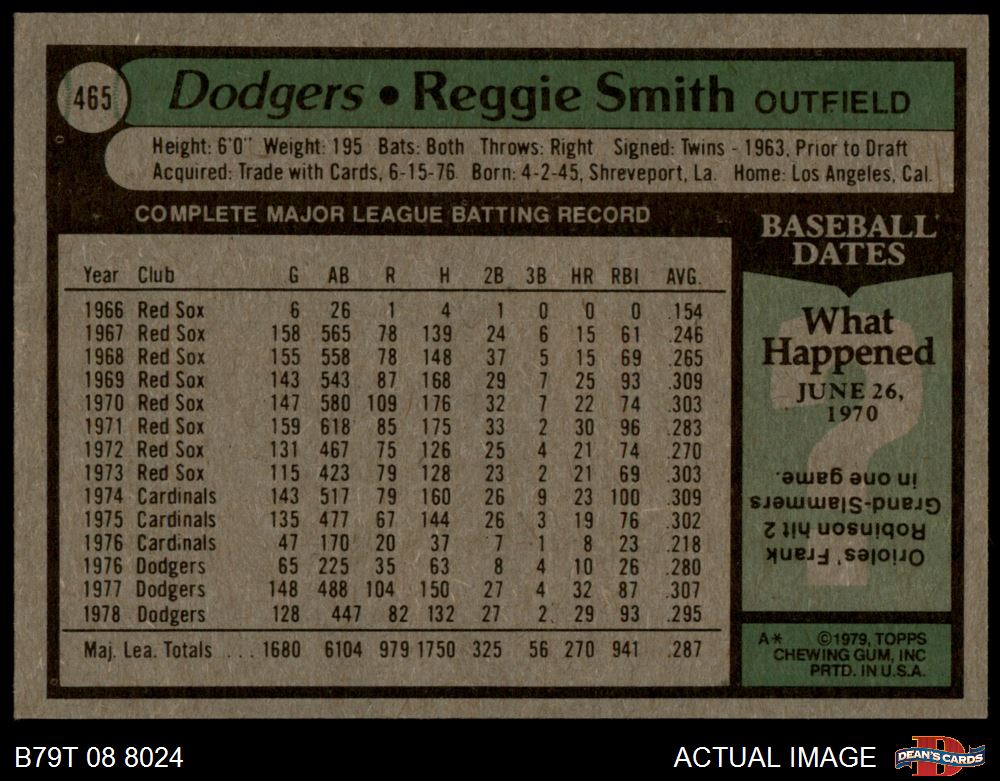 465
Dodgers • Reggie Smith OUTFIELD
Height: 6'0" Weight: 195 Bats: Both Throws: Right Signed: Twins - 1963, Prior to Draft
Acquired: Trade with Cards, 6-15-76. Born: 4-2-45, Shreveport, La. Home: Los Angeles, Cal.
COMPLETE MAJOR LEAGUE BATTING RECORD
Year Club G AB R H 2B 3B HR RBI AVG.
1966 Red Sox 6 26 1 4 1 0 0 0 .154
1967 Red Sox 158 565 78 139 24 6 15 61 .246
1968 Red Sox 155 558 78 148 37 5 15 69 .265
1969 Red Sox 143 543 87 168 29 7 25 93 .309
1970 Red Sox 147 580 109 176 32 7 22 74 .303
1971 Red Sox 159 618 85 175 33 2 30 96 .283
1972 Red Sox 131 467 75 126 25 4 21 74 .270
1973 Red Sox 115 423 79 128 23 2 21 69 .303
1974 Cardinals 143 517 79 160 26 9 23 100 .309
1975 Cardinals 135 477 67 144 26 3 19 76 .302
1976 Cardinals 47 170 20 37 7 1 8 23 .218
1976 Dodgers 65 225 35 63 8 4 10 26 .280
1977 Dodgers 148 488 104 150 27 4 32 87 .307
1978 Dodgers 128 447 82 132 27 2 29 93 .295
Maj. Lea. Totals ... 1680 6104 979 1750 325 56 270 941 .287
BASEBALL
DATES
What
Happened
JUNE 26,
1970
?
Orioles' Frank
Robinson hit 2
Grand-Slammers
in one game.
A* ©1979, TOPPS
CHEWING GUM, INC
PRTD. IN U.S.A.
B79T 08 8024
ACTUAL IMAGE
D
DEAN'S CARDS